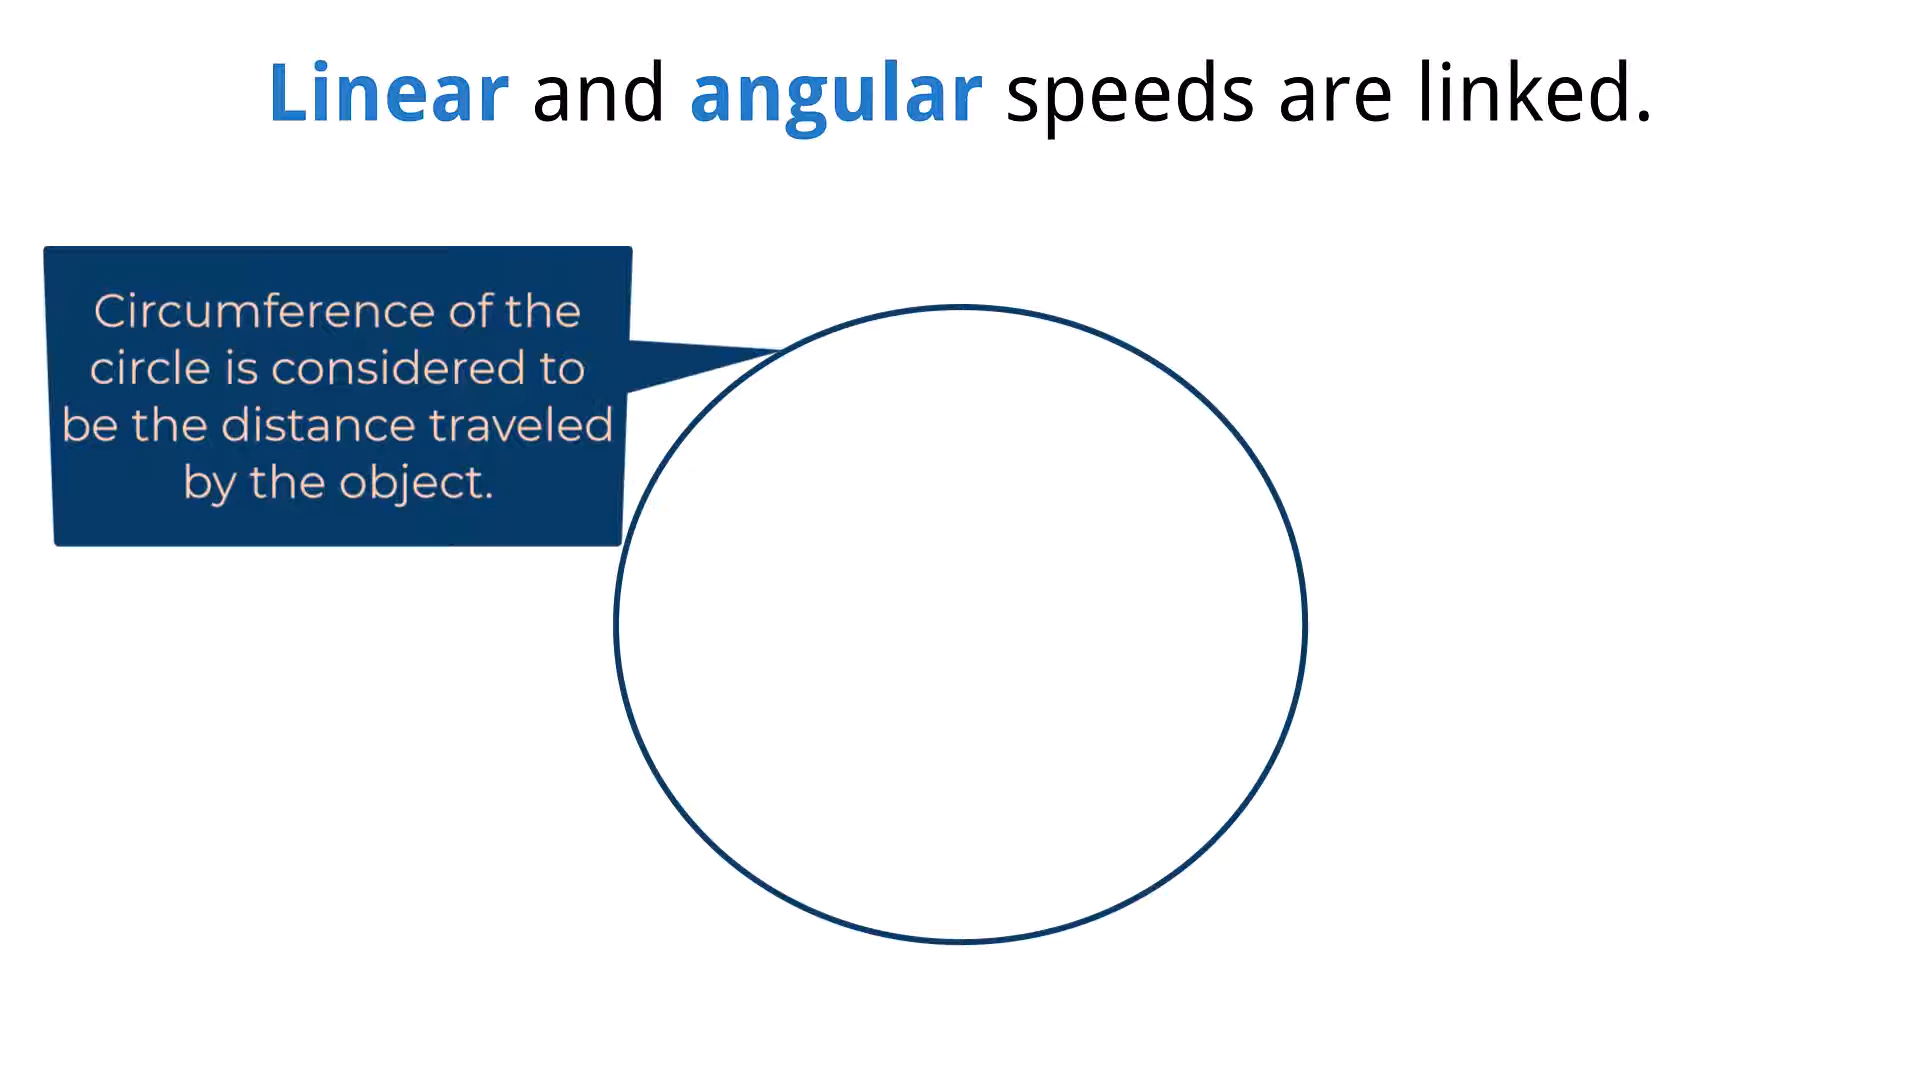 Linear and angular speeds are linked.
Circumference of the
circle is considered to
be the distance traveled
by the object.